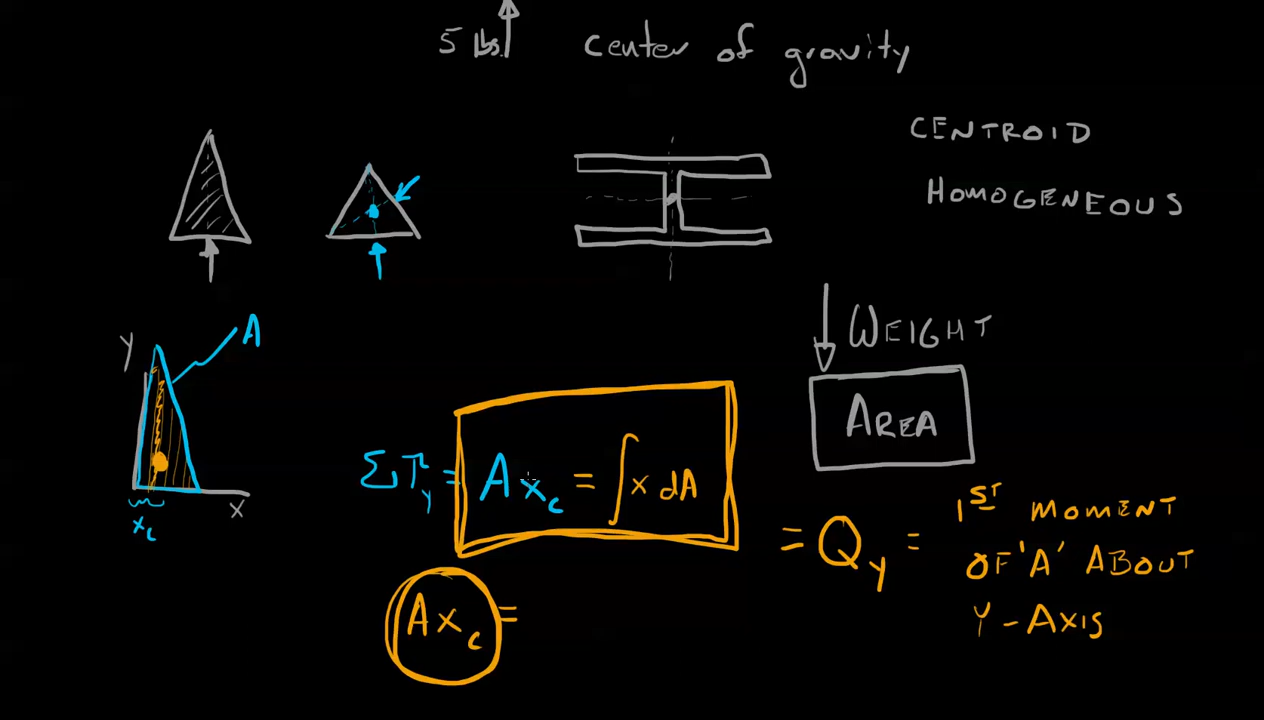 5 lbs.
center of gravity
CENTROID
HOMOGENEOUS
WEIGHT
AREA
y
A
x
x_c
ΣT_y = A x_c = ∫ x dA
= Q_y = 1ST MOMENT
OF 'A' ABOUT
Y-AXIS
A x_c =